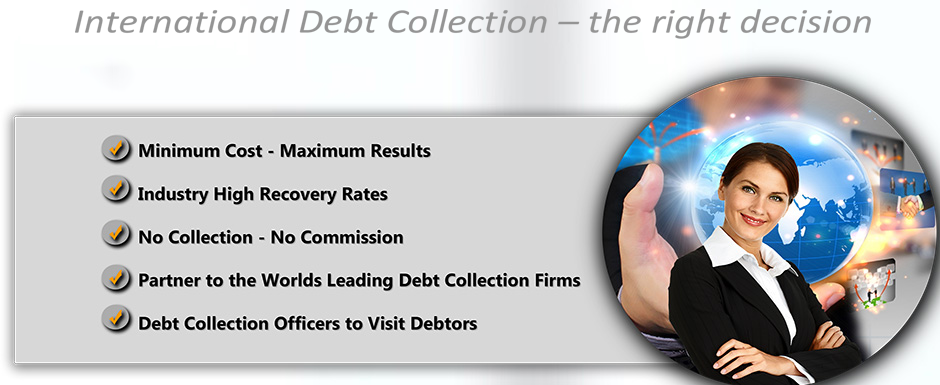 International Debt Collection – the right decision
Minimum Cost - Maximum Results
Industry High Recovery Rates
No Collection - No Commission
Partner to the Worlds Leading Debt Collection Firms
Debt Collection Officers to Visit Debtors